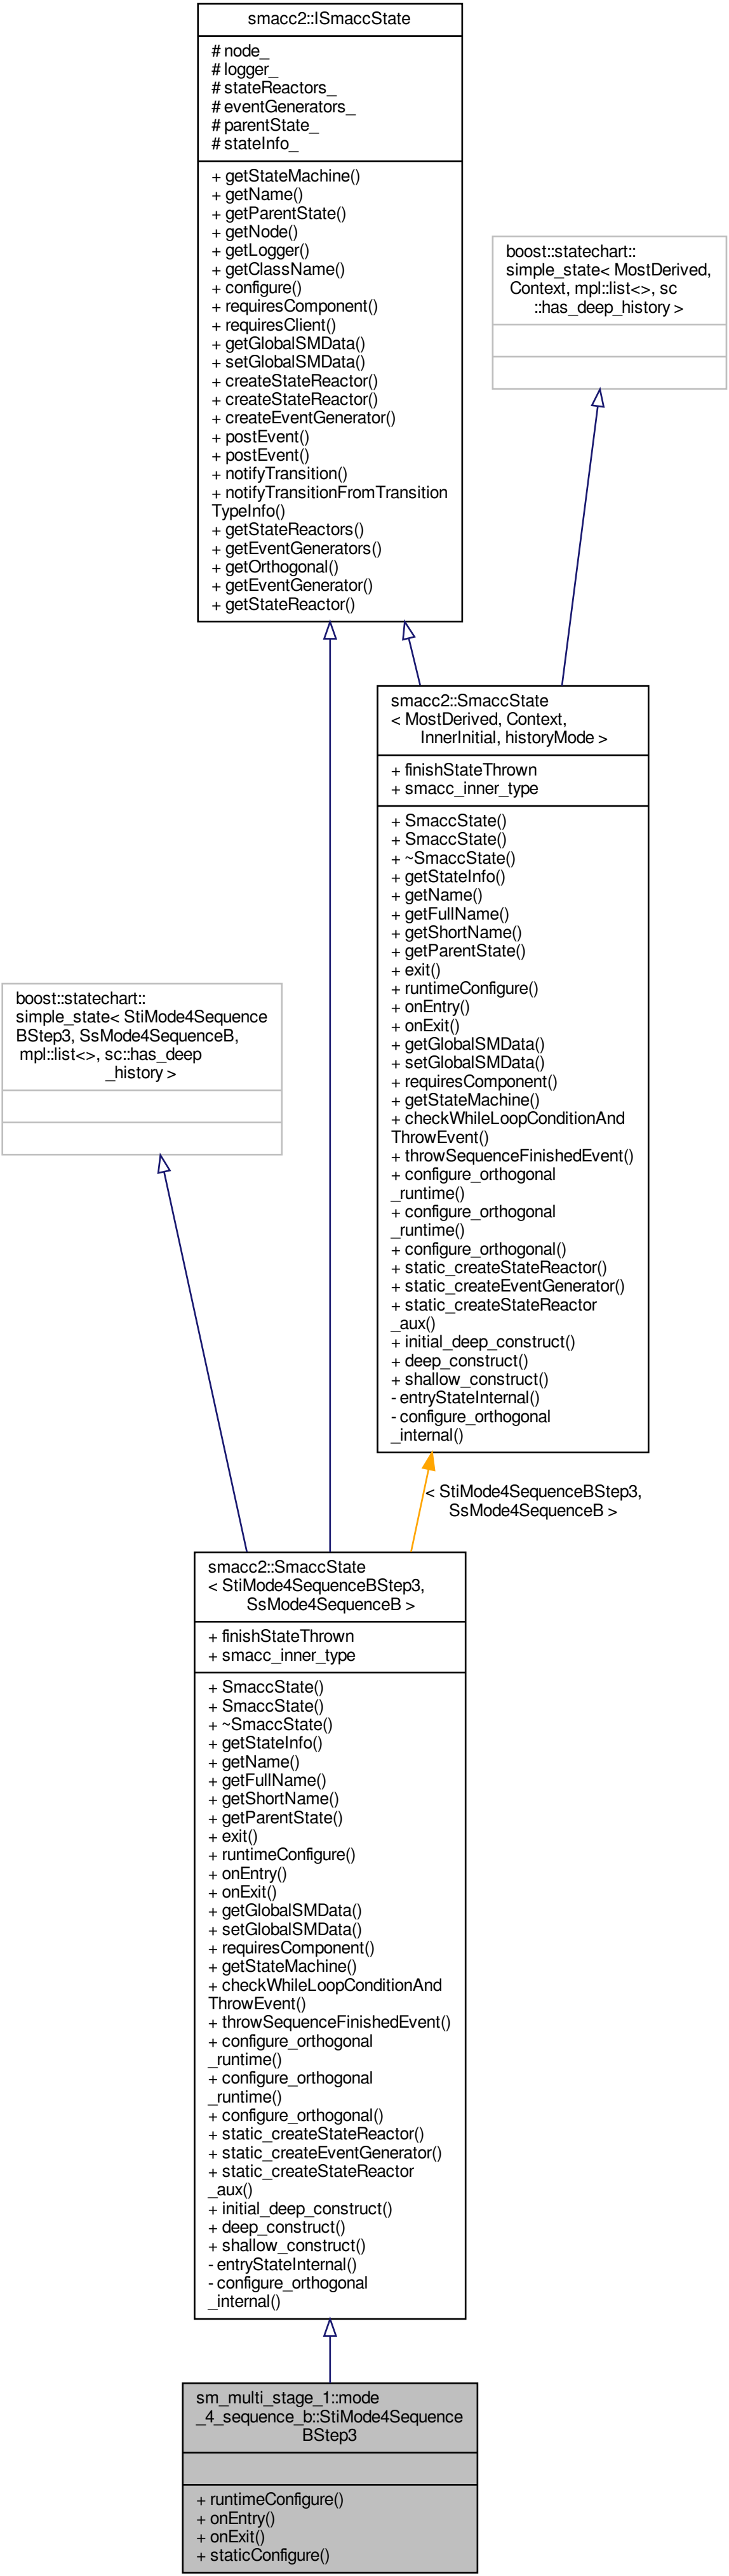 smacc2::ISmaccState
# node_
# logger_
# stateReactors_
# eventGenerators_
# parentState_
# stateInfo_
+ getStateMachine()
+ getName()
+ getParentState()
+ getNode()
+ getLogger()
+ getClassName()
+ configure()
+ requiresComponent()
+ requiresClient()
+ getGlobalSMData()
+ setGlobalSMData()
+ createStateReactor()
+ createStateReactor()
+ createEventGenerator()
+ postEvent()
+ postEvent()
+ notifyTransition()
+ notifyTransitionFromTransition
TypeInfo()
+ getStateReactors()
+ getEventGenerators()
+ getOrthogonal()
+ getEventGenerator()
+ getStateReactor()
boost::statechart::
simple_state< MostDerived,
Context, mpl::list<>, sc
::has_deep_history >
smacc2::SmaccState
< MostDerived, Context,
InnerInitial, historyMode >
+ finishStateThrown
+ smacc_inner_type
+ SmaccState()
+ SmaccState()
+ ~SmaccState()
+ getStateInfo()
+ getName()
+ getFullName()
+ getShortName()
+ getParentState()
+ exit()
+ runtimeConfigure()
+ onEntry()
+ onExit()
+ getGlobalSMData()
+ setGlobalSMData()
+ requiresComponent()
+ getStateMachine()
+ checkWhileLoopConditionAnd
ThrowEvent()
+ throwSequenceFinishedEvent()
+ configure_orthogonal
_runtime()
+ configure_orthogonal
_runtime()
+ configure_orthogonal()
+ static_createStateReactor()
+ static_createEventGenerator()
+ static_createStateReactor
_aux()
+ initial_deep_construct()
+ deep_construct()
+ shallow_construct()
- entryStateInternal()
- configure_orthogonal
_internal()
boost::statechart::
simple_state< StiMode4Sequence
BStep3, SsMode4SequenceB,
mpl::list<>, sc::has_deep
_history >
< StiMode4SequenceBStep3,
SsMode4SequenceB >
smacc2::SmaccState
< StiMode4SequenceBStep3,
SsMode4SequenceB >
+ finishStateThrown
+ smacc_inner_type
+ SmaccState()
+ SmaccState()
+ ~SmaccState()
+ getStateInfo()
+ getName()
+ getFullName()
+ getShortName()
+ getParentState()
+ exit()
+ runtimeConfigure()
+ onEntry()
+ onExit()
+ getGlobalSMData()
+ setGlobalSMData()
+ requiresComponent()
+ getStateMachine()
+ checkWhileLoopConditionAnd
ThrowEvent()
+ throwSequenceFinishedEvent()
+ configure_orthogonal
_runtime()
+ configure_orthogonal
_runtime()
+ configure_orthogonal()
+ static_createStateReactor()
+ static_createEventGenerator()
+ static_createStateReactor
_aux()
+ initial_deep_construct()
+ deep_construct()
+ shallow_construct()
- entryStateInternal()
- configure_orthogonal
_internal()
sm_multi_stage_1::mode
_4_sequence_b::StiMode4Sequence
BStep3
+ runtimeConfigure()
+ onEntry()
+ onExit()
+ staticConfigure()